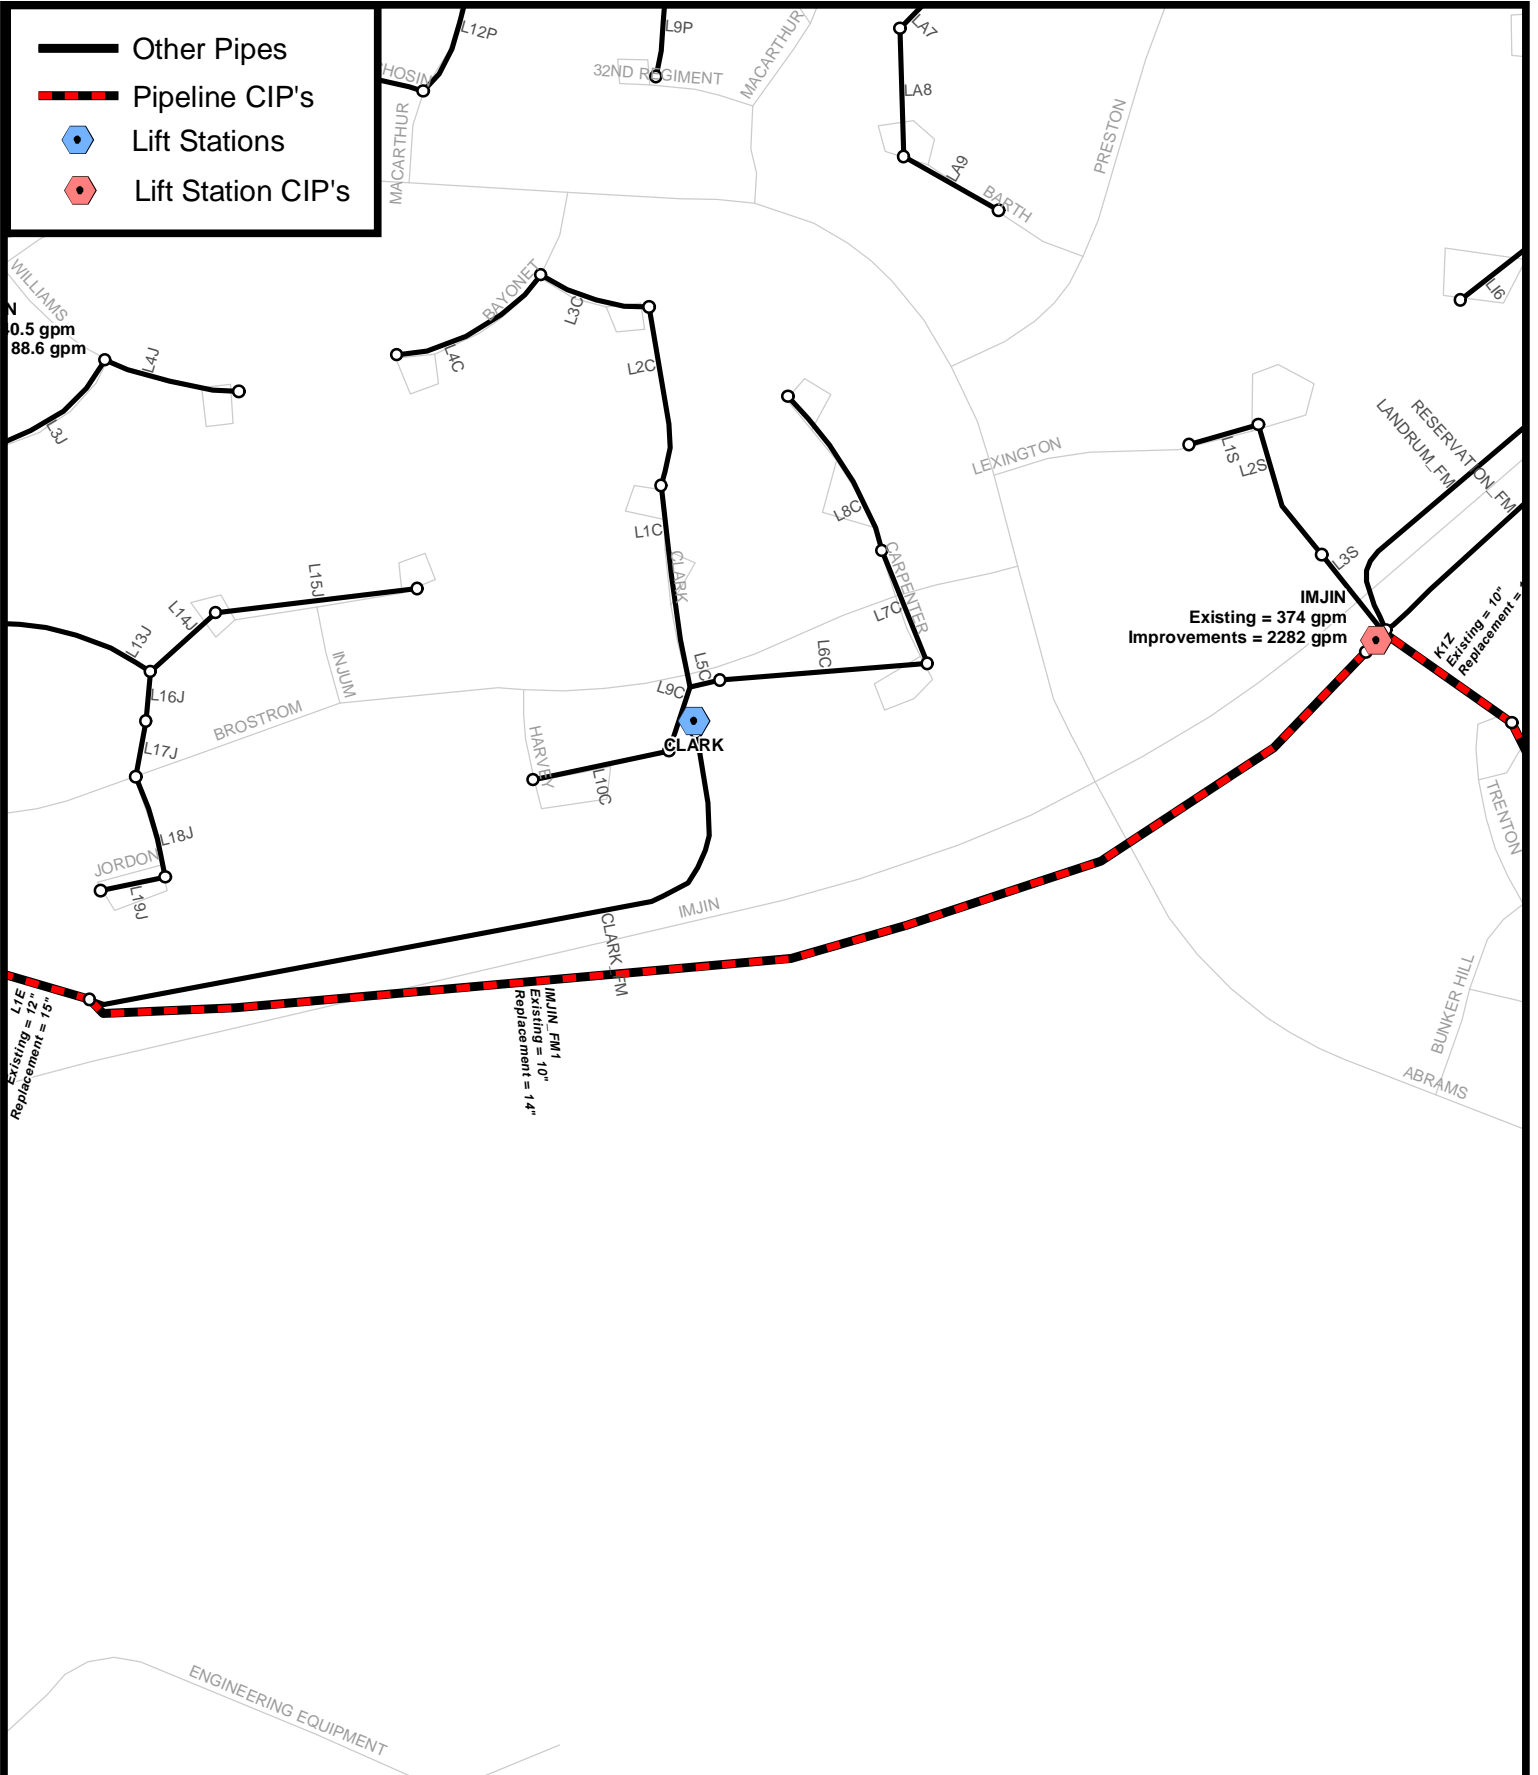 Other Pipes
Pipeline CIP's
Lift Stations
Lift Station CIP's
L12P
L9P
MACARTHUR
LA7
32ND REGIMENT
MACARTHUR
LA8
PRESTON
LA9
BARTH
WILLIAMS
N
88.6 gpm
L4J
L3J
BAYONET
L3C
L4C
L2C
LI6
LEXINGTON
L1S
L2S
LANDRUM_FM
RESERVATION_FM
L8C
L1C
CLARK
CARPENTER
L3S
L15J
L14J
L13J
INJUM
L7C
L6C
L5C
L9C
IMJIN
Existing = 374 gpm
Improvements = 2282 gpm
K1Z
Existing = 10"
Replacement =
L16J
BROSTROM
L17J
HARVEY
CLARK
L10C
L18J
JORDON
L19J
TRENTON
IMJIN
CLARK_FM
L1E
Existing = 12"
Replacement = 15"
IMJIN_FM1
Existing = 10"
Replacement = 14"
BUNKER HILL
ABRAMS
ENGINEERING EQUIPMENT